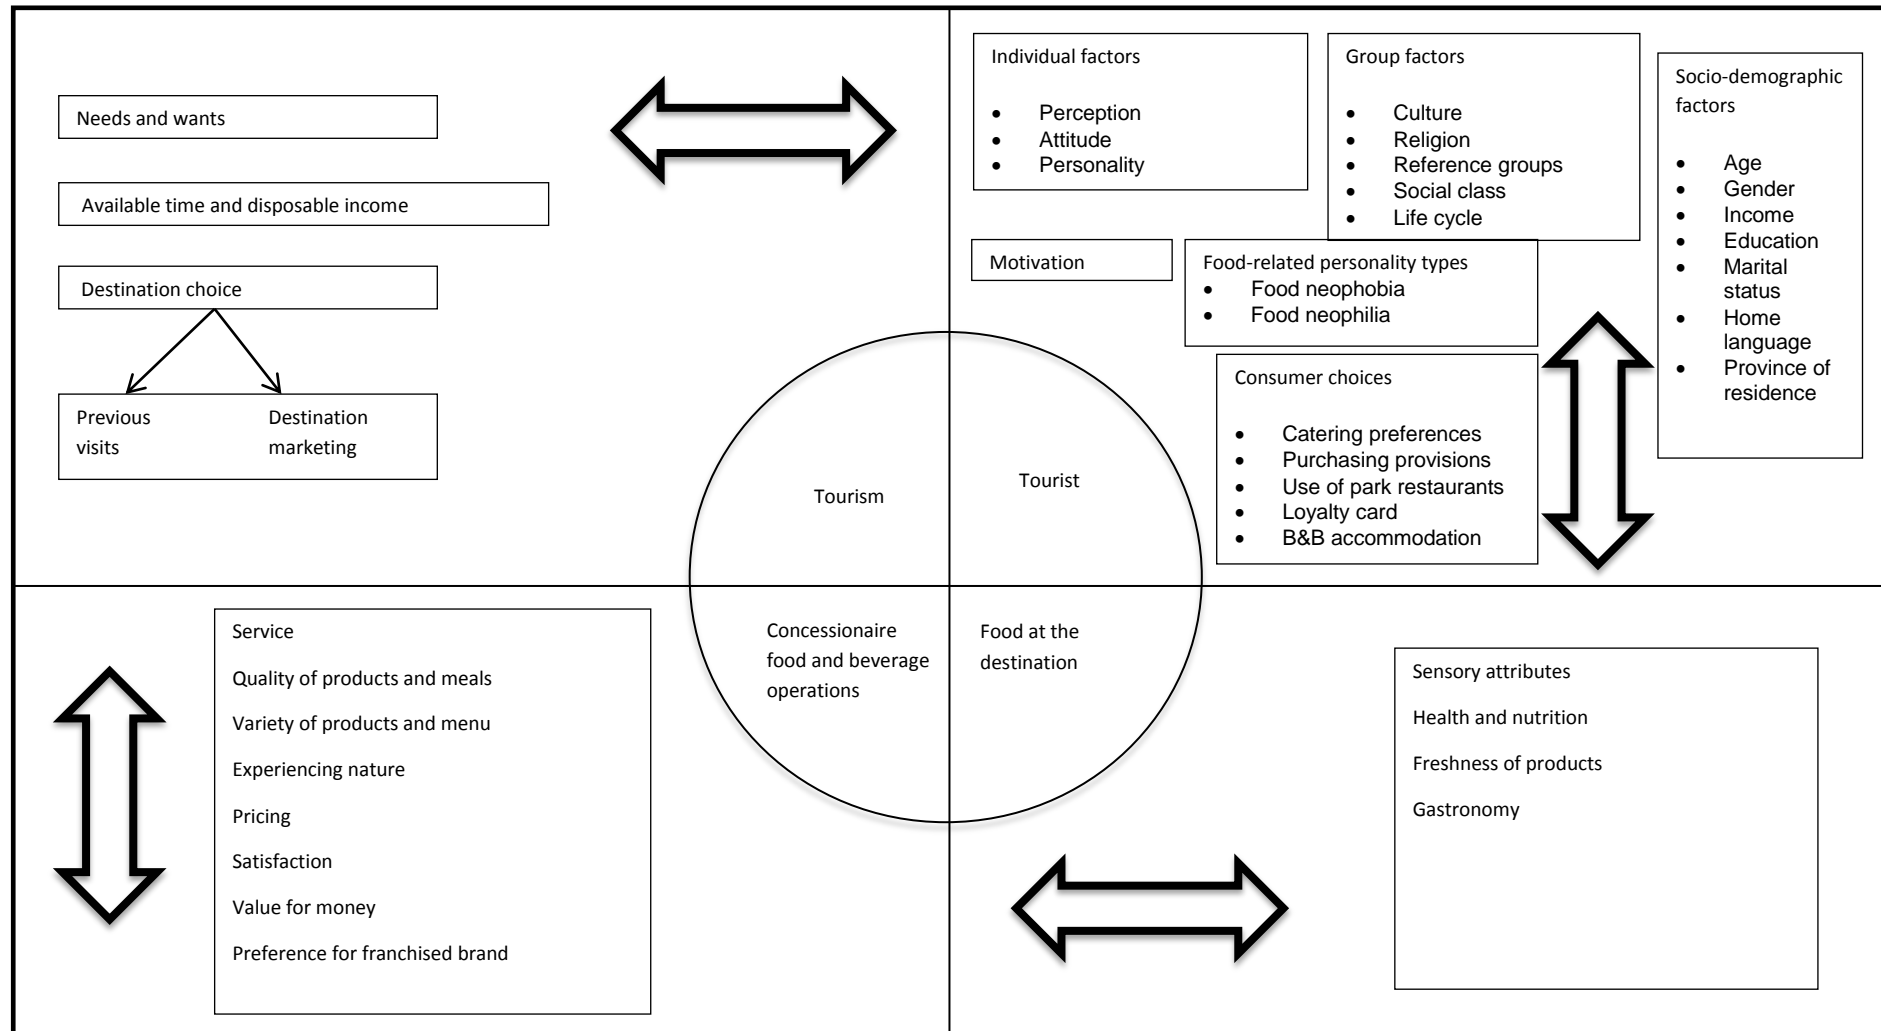 Needs and wants
Available time and disposable income
Destination choice
Previous
visits
Destination
marketing
Tourism
Individual factors
• Perception
• Attitude
• Personality
Group factors
• Culture
• Religion
• Reference groups
• Social class
• Life cycle
Socio-demographic
factors
• Age
• Gender
• Income
• Education
• Marital
status
• Home
language
• Province of
residence
Motivation
Food-related personality types
• Food neophobia
• Food neophilia
Consumer choices
• Catering preferences
• Purchasing provisions
• Use of park restaurants
• Loyalty card
• B&B accommodation
Tourist
Service
Quality of products and meals
Variety of products and menu
Experiencing nature
Pricing
Satisfaction
Value for money
Preference for franchised brand
Concessionaire
food and beverage
operations
Food at the
destination
Sensory attributes
Health and nutrition
Freshness of products
Gastronomy